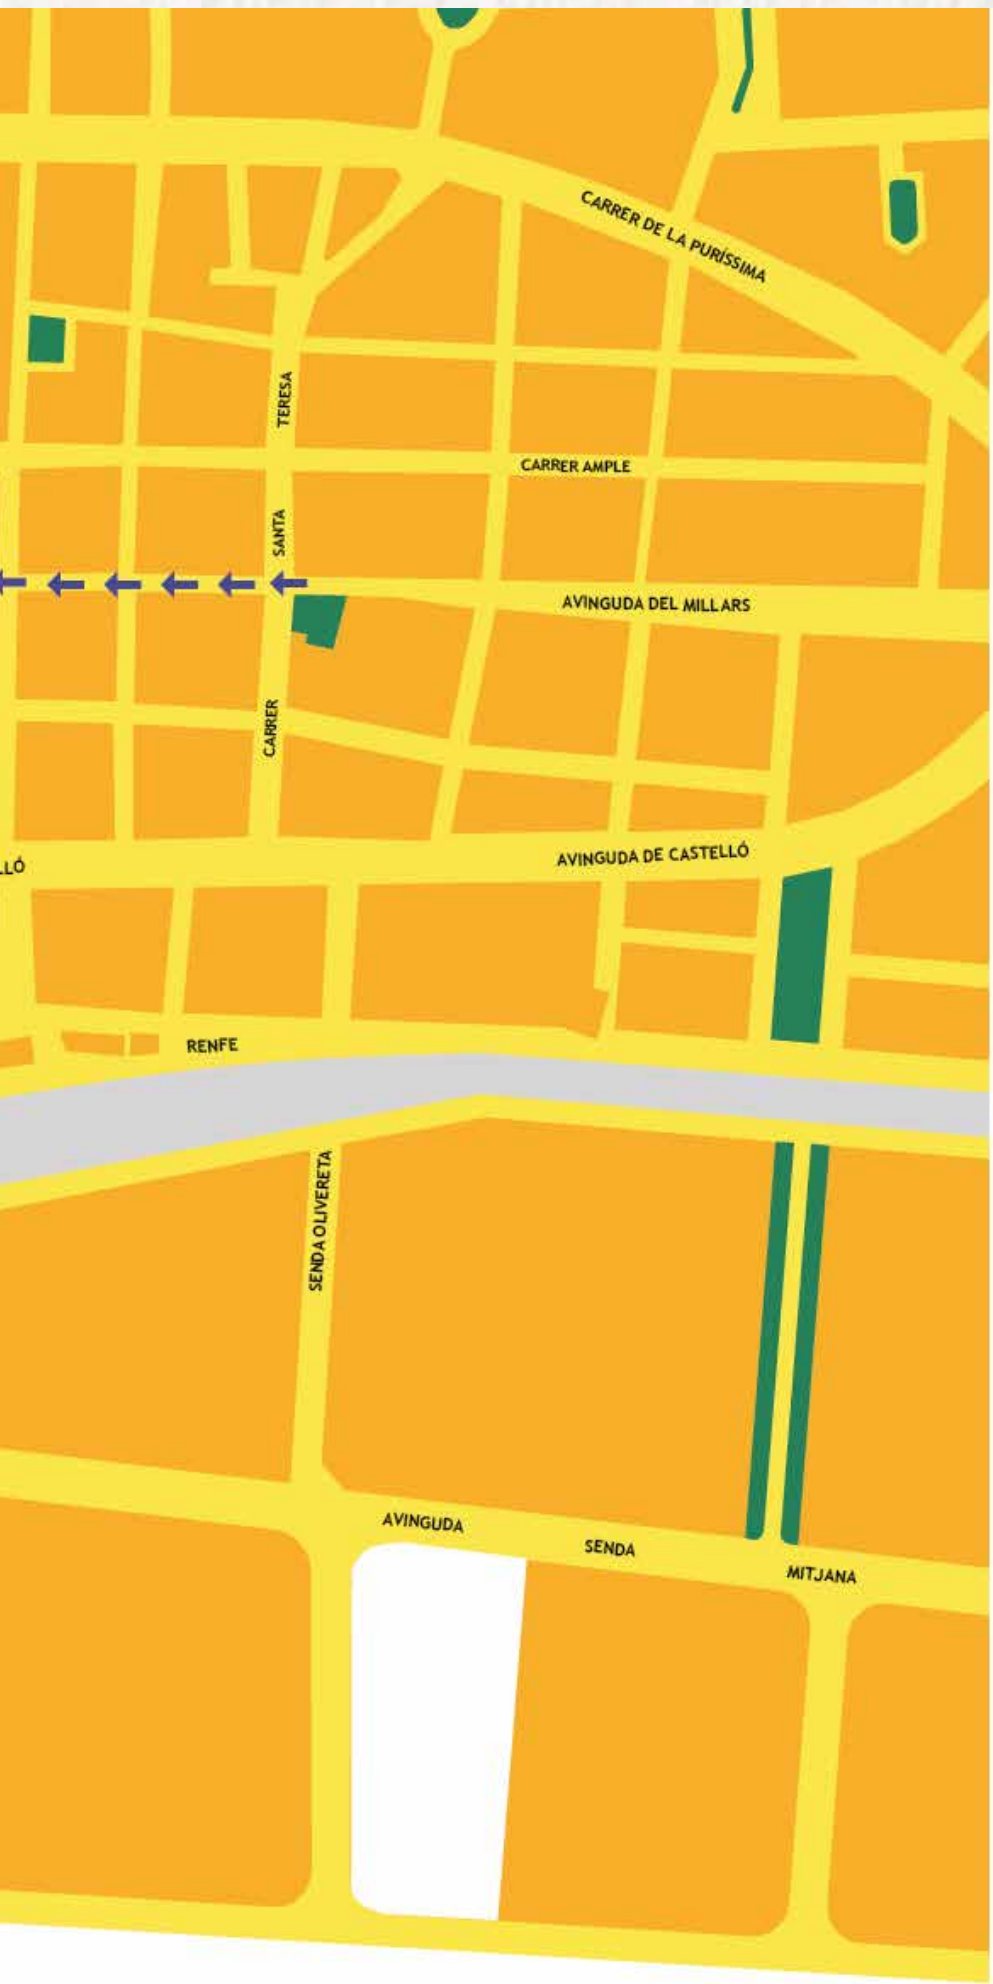 CARRER DE LA PURÍSSIMA
CARRER SANTA TERESA
CARRER AMPLE
AVINGUDA DEL MILLARS
AVINGUDA DE CASTELLÓ
LLÓ
RENFE
SENDA OLIVERETA
AVINGUDA SENDA MITJANA